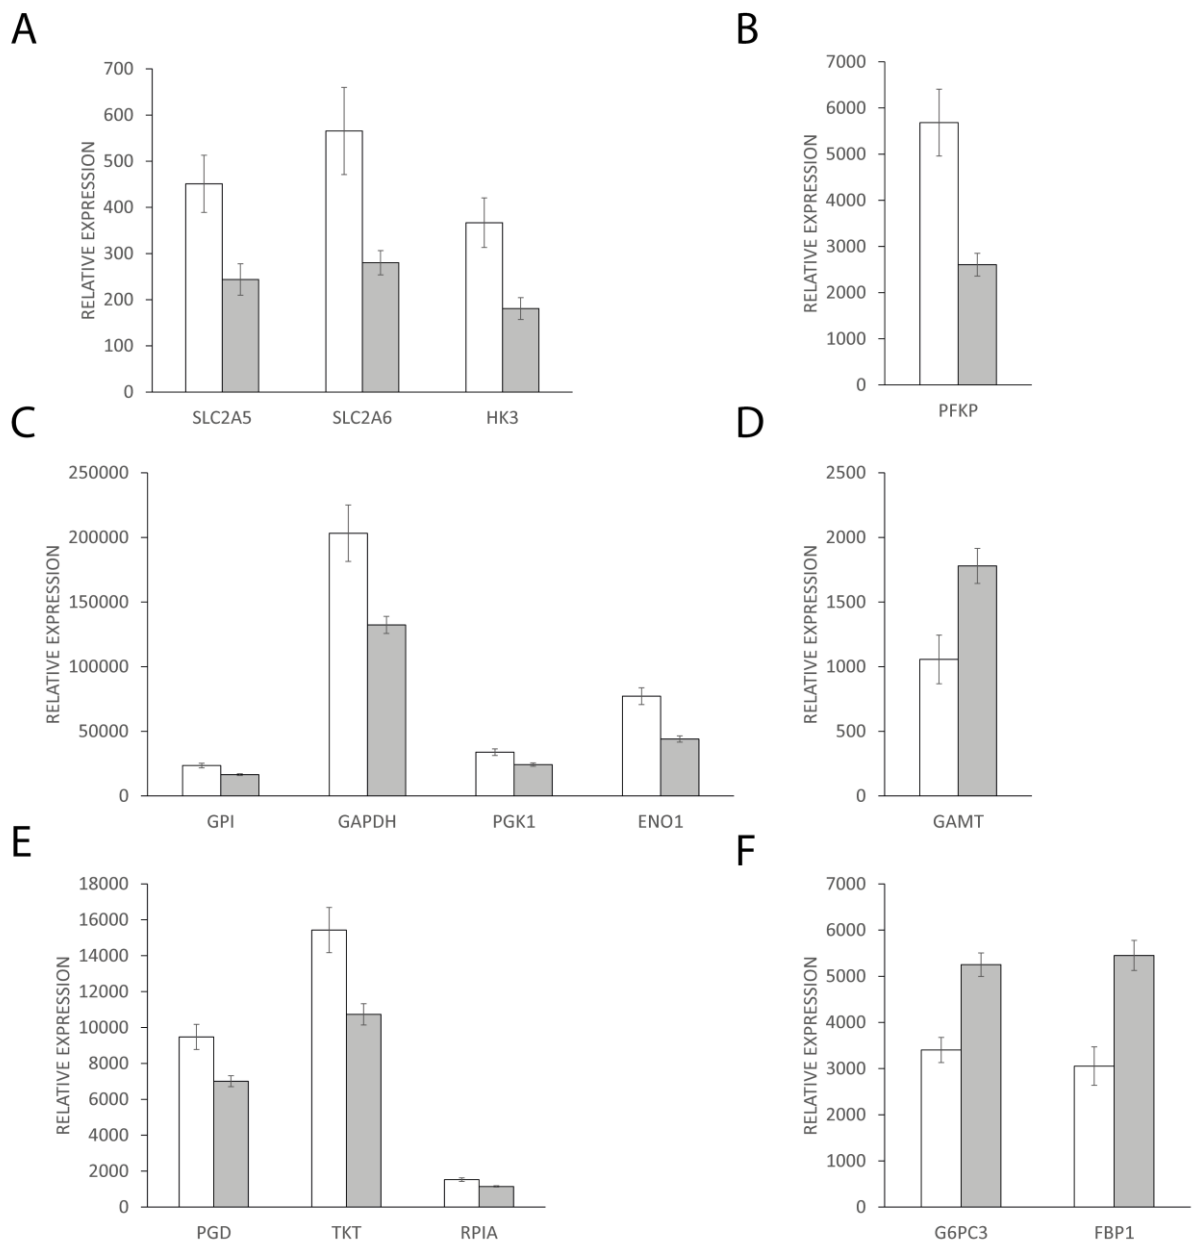 A
RELATIVE EXPRESSION
700
600
500
400
300
200
100
0
SLC2A5 SLC2A6 HK3
B
RELATIVE EXPRESSION
7000
6000
5000
4000
3000
2000
1000
0
PFKP
C
RELATIVE EXPRESSION
250000
200000
150000
100000
50000
0
GPI GAPDH PGK1 ENO1
D
RELATIVE EXPRESSION
2500
2000
1500
1000
500
0
GAMT
E
RELATIVE EXPRESSION
18000
16000
14000
12000
10000
8000
6000
4000
2000
0
PGD TKT RPIA
F
RELATIVE EXPRESSION
7000
6000
5000
4000
3000
2000
1000
0
G6PC3 FBP1